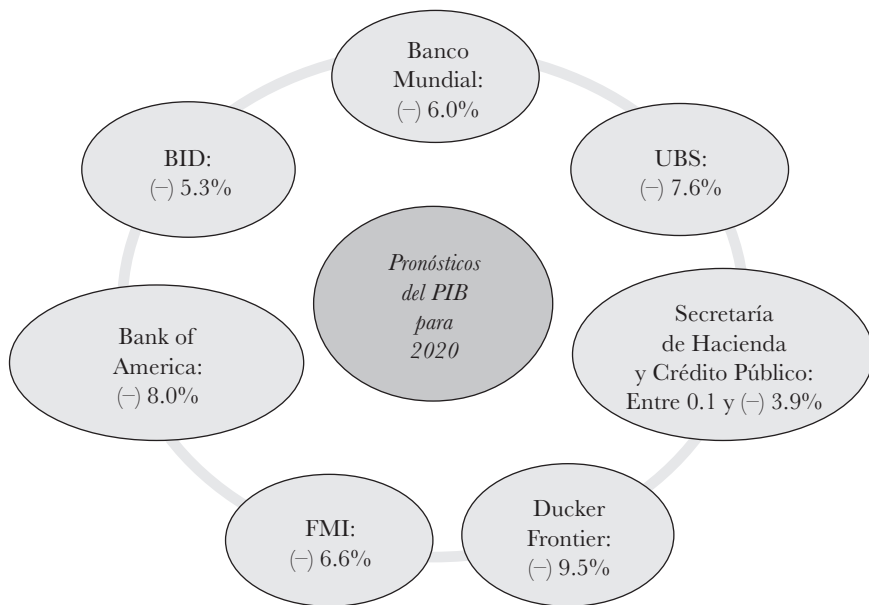 Banco
Mundial:
(–) 6.0%
UBS:
(–) 7.6%
Secretaría
de Hacienda
y Crédito Público:
Entre 0.1 y (–) 3.9%
Ducker
Frontier:
(–) 9.5%
FMI:
(–) 6.6%
Bank of
America:
(–) 8.0%
BID:
(–) 5.3%
Pronósticos
del PIB
para
2020